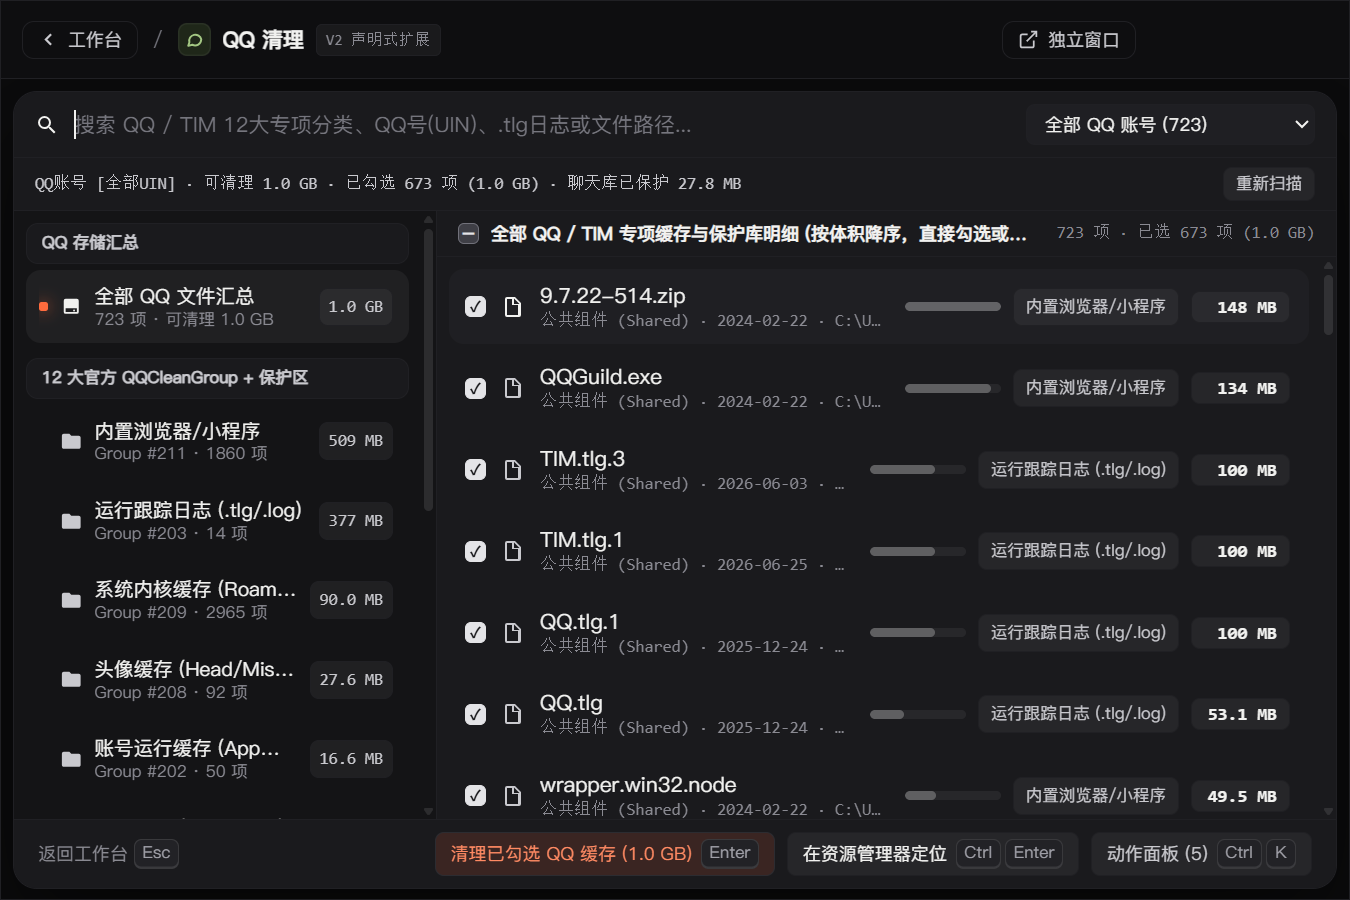 工作台 / QQ 清理 V2 声明式扩展 独立窗口
搜索 QQ / TIM 12大专项分类、QQ号(UIN)、.tlg日志或文件路径... 全部 QQ 账号 (723)
QQ账号 [全部UIN] · 可清理 1.0 GB · 已勾选 673 项 (1.0 GB) · 聊天库已保护 27.8 MB 重新扫描
QQ 存储汇总
全部 QQ 文件汇总 1.0 GB
723 项 · 可清理 1.0 GB
12 大官方 QQCleanGroup + 保护区
内置浏览器/小程序 509 MB
Group #211 · 1860 项
运行跟踪日志 (.tlg/.log) 377 MB
Group #203 · 14 项
系统内核缓存 (Roam... 90.0 MB
Group #209 · 2965 项
头像缓存 (Head/Mis... 27.6 MB
Group #208 · 92 项
账号运行缓存 (App... 16.6 MB
Group #202 · 50 项
全部 QQ / TIM 专项缓存与保护库明细 (按体积降序，直接勾选或... 723 项 · 已选 673 项 (1.0 GB)
9.7.22-514.zip 内置浏览器/小程序 148 MB
公共组件 (Shared) · 2024-02-22 · C:\U…
QQGuild.exe 内置浏览器/小程序 134 MB
公共组件 (Shared) · 2024-02-22 · C:\U…
TIM.tlg.3 运行跟踪日志 (.tlg/.log) 100 MB
公共组件 (Shared) · 2026-06-03 · …
TIM.tlg.1 运行跟踪日志 (.tlg/.log) 100 MB
公共组件 (Shared) · 2026-06-25 · …
QQ.tlg.1 运行跟踪日志 (.tlg/.log) 100 MB
公共组件 (Shared) · 2025-12-24 · …
QQ.tlg 运行跟踪日志 (.tlg/.log) 53.1 MB
公共组件 (Shared) · 2025-12-24 · …
wrapper.win32.node 内置浏览器/小程序 49.5 MB
公共组件 (Shared) · 2024-02-22 · C:\U…
返回工作台 Esc 清理已勾选 QQ 缓存 (1.0 GB) Enter 在资源管理器定位 Ctrl Enter 动作面板 (5) Ctrl K